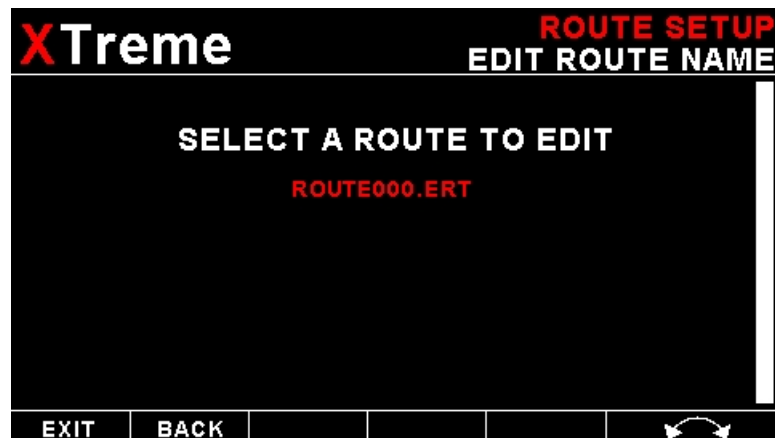 XTreme
ROUTE SETUP
EDIT ROUTE NAME
SELECT A ROUTE TO EDIT
ROUTE000.ERT
EXIT BACK